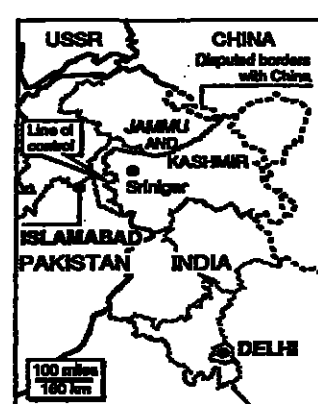 USSR
CHINA
Disputed borders
with China
Line of
control
JAMMU
AND
KASHMIR
Srinigar
ISLAMABAD
PAKISTAN
INDIA
DELHI
100 miles
160 km